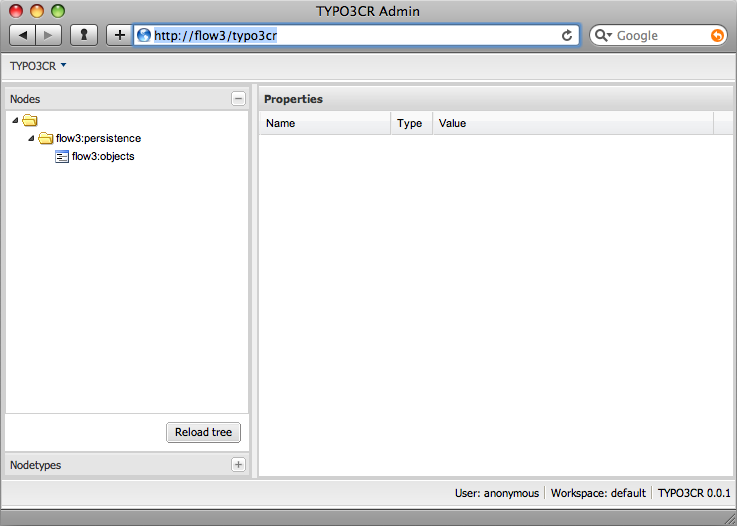 TYPO3CR Admin
http://flow3/typo3cr
Google
TYPO3CR
Nodes
flow3:persistence
flow3:objects
Reload tree
Nodetypes
Properties
Name Type Value
User: anonymous Workspace: default TYPO3CR 0.0.1